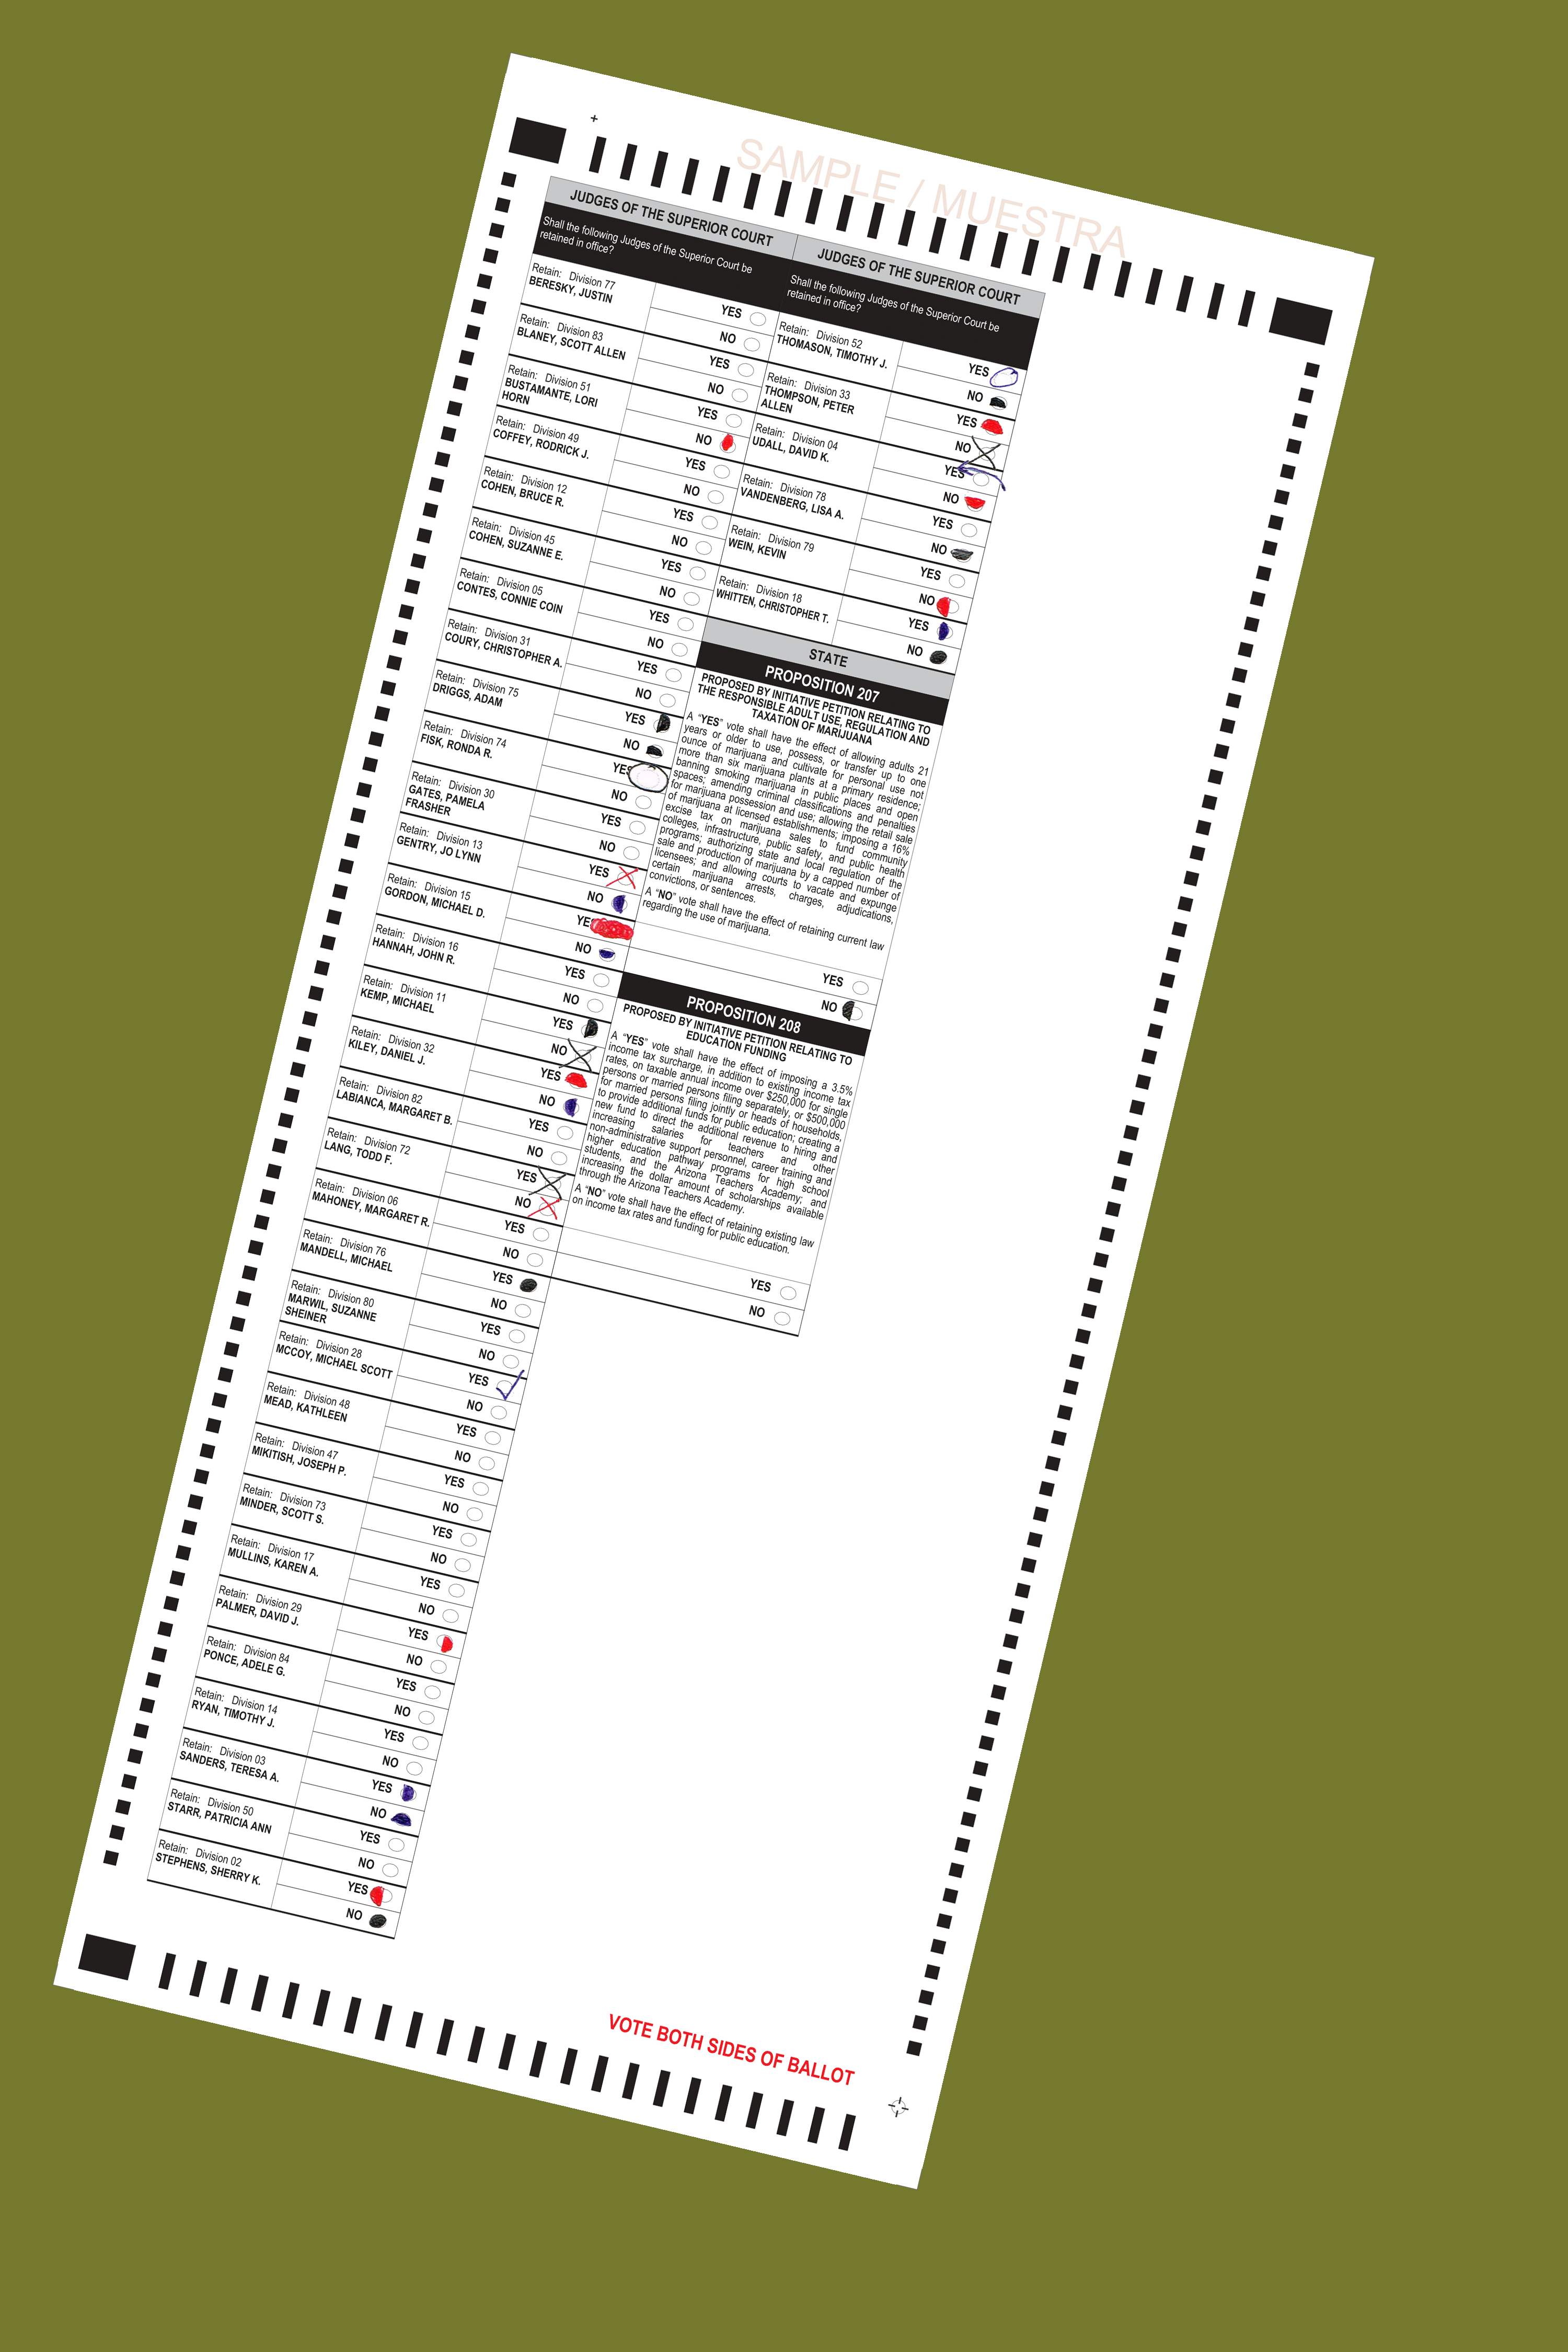 SAMPLE / MUESTRA
JUDGES OF THE SUPERIOR COURT
Shall the following Judges of the Superior Court be
retained in office?
Retain: Division 77
BERESKY, JUSTIN
YES
NO
Retain: Division 83
BLANEY, SCOTT ALLEN
YES
NO
Retain: Division 51
BUSTAMANTE, LORI
HORN
YES
NO
Retain: Division 49
COFFEY, RODRICK J.
YES
NO
Retain: Division 12
COHEN, BRUCE R.
YES
NO
Retain: Division 45
COHEN, SUZANNE E.
YES
NO
Retain: Division 05
CONTES, CONNIE COIN
YES
NO
Retain: Division 31
COURY, CHRISTOPHER A.
YES
NO
Retain: Division 75
DRIGGS, ADAM
YES
NO
Retain: Division 74
FISK, RONDA R.
YES
NO
Retain: Division 30
GATES, PAMELA
FRASHER
YES
NO
Retain: Division 13
GENTRY, JO LYNN
YES
NO
Retain: Division 15
GORDON, MICHAEL D.
YES
NO
Retain: Division 16
HANNAH, JOHN R.
YES
NO
Retain: Division 11
KEMP, MICHAEL
YES
NO
Retain: Division 32
KILEY, DANIEL J.
YES
NO
Retain: Division 82
LABIANCA, MARGARET B.
YES
NO
Retain: Division 72
LANG, TODD F.
YES
NO
Retain: Division 06
MAHONEY, MARGARET R.
YES
NO
Retain: Division 76
MANDELL, MICHAEL
YES
NO
Retain: Division 80
MARWIL, SUZANNE
SHEINER
YES
NO
Retain: Division 28
MCCOY, MICHAEL SCOTT
YES
NO
Retain: Division 48
MEAD, KATHLEEN
YES
NO
Retain: Division 47
MIKITISH, JOSEPH P.
YES
NO
Retain: Division 73
MINDER, SCOTT S.
YES
NO
Retain: Division 17
MULLINS, KAREN A.
YES
NO
Retain: Division 29
PALMER, DAVID J.
YES
NO
Retain: Division 84
PONCE, ADELE G.
YES
NO
Retain: Division 14
RYAN, TIMOTHY J.
YES
NO
Retain: Division 03
SANDERS, TERESA A.
YES
NO
Retain: Division 50
STARR, PATRICIA ANN
YES
NO
Retain: Division 02
STEPHENS, SHERRY K.
YES
NO
JUDGES OF THE SUPERIOR COURT
Shall the following Judges of the Superior Court be
retained in office?
Retain: Division 52
THOMASON, TIMOTHY J.
YES
NO
Retain: Division 33
THOMPSON, PETER
ALLEN
YES
NO
Retain: Division 04
UDALL, DAVID K.
YES
NO
Retain: Division 78
VANDENBERG, LISA A.
YES
NO
Retain: Division 79
WEIN, KEVIN
YES
NO
Retain: Division 18
WHITTEN, CHRISTOPHER T.
YES
NO
STATE
PROPOSITION 207
PROPOSED BY INITIATIVE PETITION RELATING TO
THE RESPONSIBLE ADULT USE, REGULATION AND
TAXATION OF MARIJUANA
A “YES” vote shall have the effect of allowing adults 21
years or older to use, possess, or transfer up to one
ounce of marijuana and cultivate for personal use not
more than six marijuana plants at a primary residence;
banning smoking marijuana in public places and open
spaces; amending criminal classifications and penalties
for marijuana possession and use; allowing the retail sale
of marijuana at licensed establishments; imposing a 16%
excise tax on marijuana sales to fund community
colleges, infrastructure, public safety, and public health
programs; authorizing state and local regulation of the
sale and production of marijuana by a capped number of
licensees; and allowing courts to vacate and expunge
certain marijuana arrests, charges, adjudications,
convictions, or sentences.
A “NO” vote shall have the effect of retaining current law
regarding the use of marijuana.
YES
NO
PROPOSITION 208
PROPOSED BY INITIATIVE PETITION RELATING TO
EDUCATION FUNDING
A “YES” vote shall have the effect of imposing a 3.5%
income tax surcharge, in addition to existing income tax
rates, on taxable annual income over $250,000 for single
persons or married persons filing separately, or $500,000
for married persons filing jointly or heads of households,
to provide additional funds for public education; creating a
new fund to direct the additional revenue to hiring and
increasing salaries for teachers and other
non-administrative support personnel, career training and
higher education pathway programs for high school
students, and the Arizona Teachers Academy; and
increasing the dollar amount of scholarships available
through the Arizona Teachers Academy.
A “NO” vote shall have the effect of retaining existing law
on income tax rates and funding for public education.
YES
NO
VOTE BOTH SIDES OF BALLOT